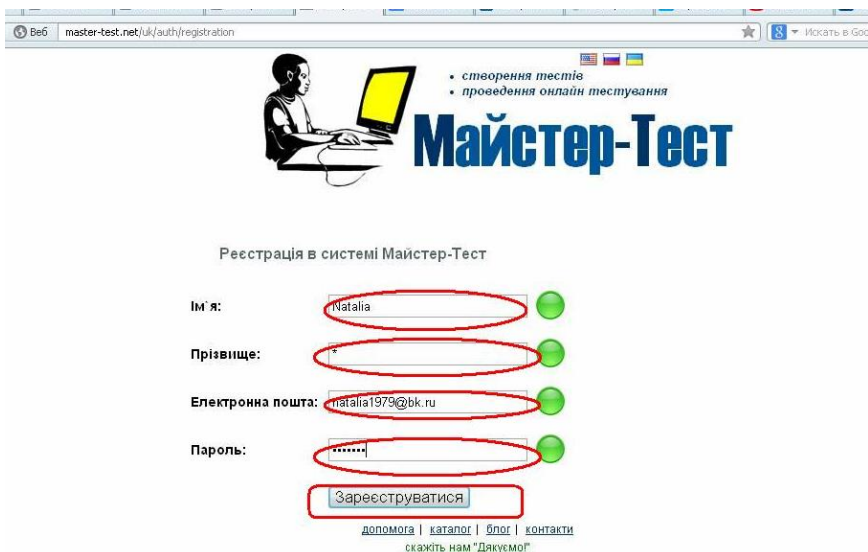 Веб master-test.net/uk/auth/registration Искать в Goo
створення тестів
проведення онлайн тестування
Майстер-Тест
Реєстрація в системі Майстер-Тест
Ім`я: Natalia
Прізвище: *
Електронна пошта: natalia1979@bk.ru
Пароль: •••••••
Зареєструватися
допомога | каталог | блог | контакти
скажіть нам "Дякуємо!"